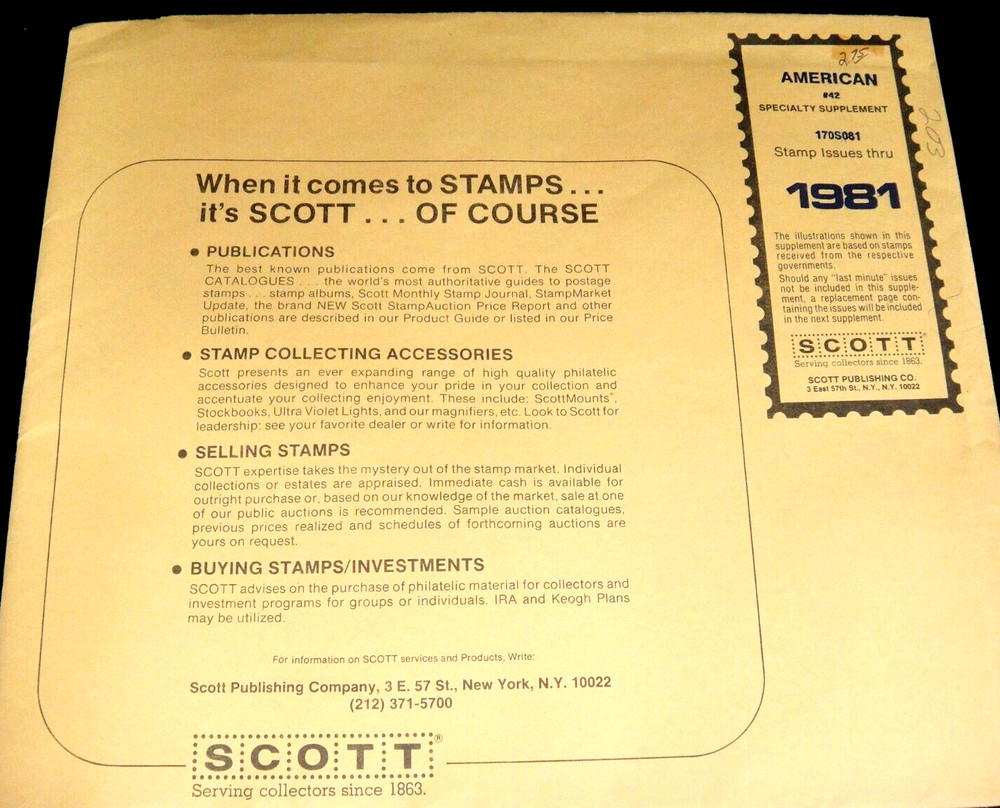 When it comes to STAMPS...
it's SCOTT... OF COURSE
● PUBLICATIONS
The best known publications come from SCOTT. The SCOTT
CATALOGUES . . . the world's most authoritative guides to postage
stamps . . . stamp albums, Scott Monthly Stamp Journal, StampMarket
Update, the brand NEW Scott StampAuction Price Report and other
publications are described in our Product Guide or listed in our Price
Bulletin.
● STAMP COLLECTING ACCESSORIES
Scott presents an ever expanding range of high quality philatelic
accessories designed to enhance your pride in your collection and
accentuate your collecting enjoyment. These include: ScottMounts®,
Stockbooks, Ultra Violet Lights, and our magnifiers, etc. Look to Scott for
leadership: see your favorite dealer or write for information.
● SELLING STAMPS
SCOTT expertise takes the mystery out of the stamp market. Individual
collections or estates are appraised. Immediate cash is available for
outright purchase or, based on our knowledge of the market, sale at one
of our public auctions is recommended. Sample auction catalogues,
previous prices realized and schedules of forthcoming auctions are
yours on request.
● BUYING STAMPS/INVESTMENTS
SCOTT advises on the purchase of philatelic material for collectors and
investment programs for groups or individuals. IRA and Keogh Plans
may be utilized.
For information on SCOTT services and Products, Write:
Scott Publishing Company, 3 E. 57 St., New York, N.Y. 10022
(212) 371-5700
SCOTT®
Serving collectors since 1863.
275
AMERICAN
#42
SPECIALTY SUPPLEMENT
170S081
Stamp Issues thru
1981
The illustrations shown in this
supplement are based on stamps
received from the respective
governments.
Should any "last minute" issues
not be included in this supple-
ment, a replacement page con-
taining the issues will be included
in the next supplement.
SCOTT®
Serving collectors since 1863.
SCOTT PUBLISHING CO.
3 East 57th St., N.Y., N.Y. 10022
203